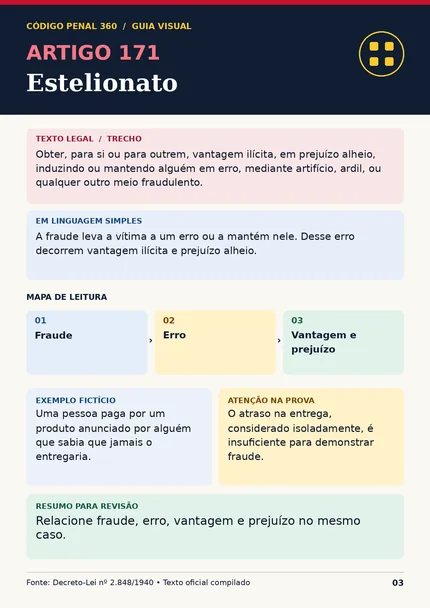 CÓDIGO PENAL 360 / GUIA VISUAL
ARTIGO 171
Estelionato
TEXTO LEGAL / TRECHO
Obter, para si ou para outrem, vantagem ilícita, em prejuízo alheio,
induzindo ou mantendo alguém em erro, mediante artifício, ardil, ou
qualquer outro meio fraudulento.
EM LINGUAGEM SIMPLES
A fraude leva a vítima a um erro ou a mantém nele. Desse erro
decorrem vantagem ilícita e prejuízo alheio.
MAPA DE LEITURA
01
Fraude
›
02
Erro
›
03
Vantagem e
prejuízo
EXEMPLO FICTÍCIO
Uma pessoa paga por um
produto anunciado por alguém
que sabia que jamais o
entregaria.
ATENÇÃO NA PROVA
O atraso na entrega,
considerado isoladamente, é
insuficiente para demonstrar
fraude.
RESUMO PARA REVISÃO
Relacione fraude, erro, vantagem e prejuízo no mesmo
caso.
Fonte: Decreto-Lei nº 2.848/1940 • Texto oficial compilado
03